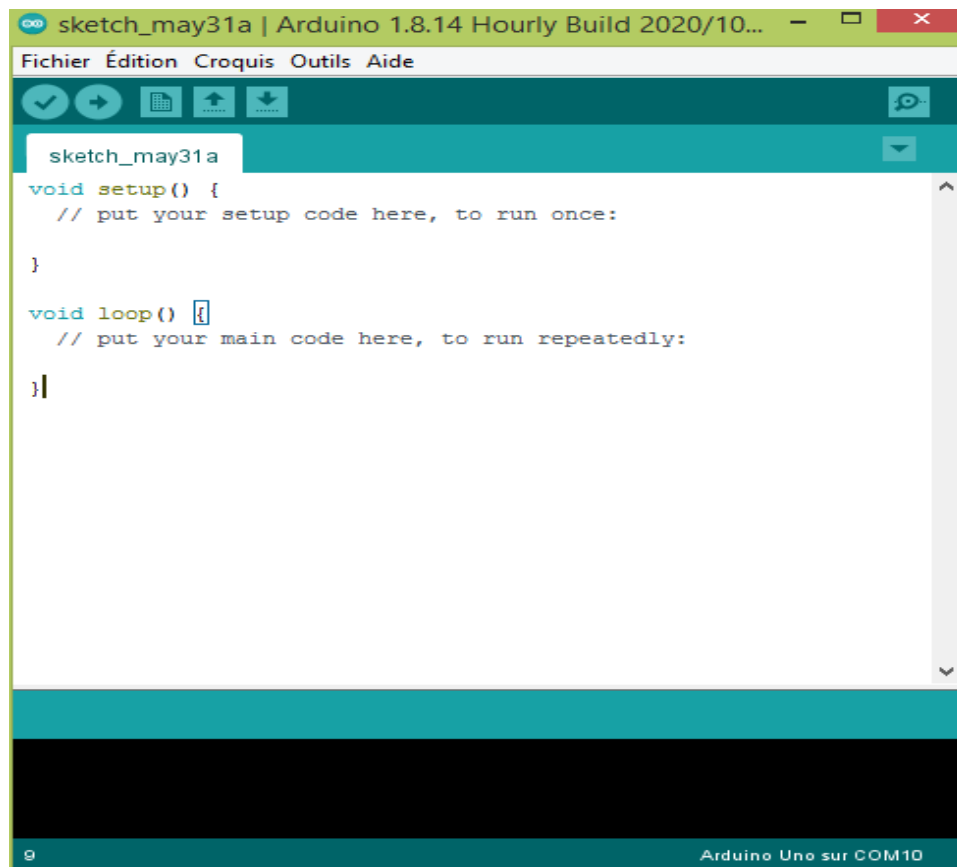 sketch_may31a | Arduino 1.8.14 Hourly Build 2020/10...
Fichier Édition Croquis Outils Aide
sketch_may31a
void setup() {
  // put your setup code here, to run once:
}
void loop() {
  // put your main code here, to run repeatedly:
}
9 Arduino Uno sur COM10